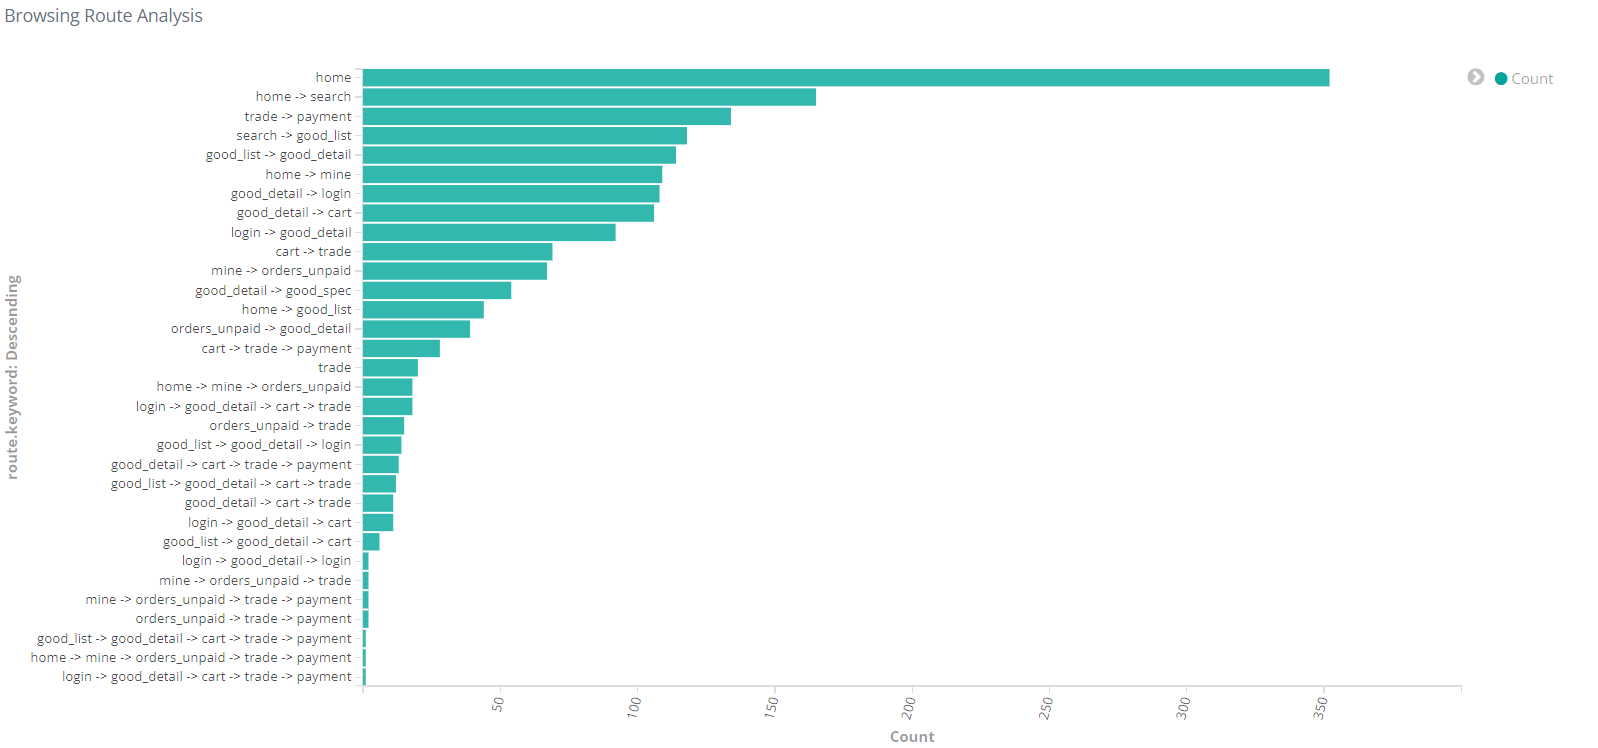 Browsing Route Analysis
home
home -> search
trade -> payment
search -> good_list
good_list -> good_detail
home -> mine
good_detail -> login
good_detail -> cart
login -> good_detail
cart -> trade
mine -> orders_unpaid
good_detail -> good_spec
home -> good_list
orders_unpaid -> good_detail
cart -> trade -> payment
trade
home -> mine -> orders_unpaid
login -> good_detail -> cart -> trade
orders_unpaid -> trade
good_list -> good_detail -> login
good_detail -> cart -> trade -> payment
good_list -> good_detail -> cart -> trade
good_detail -> cart -> trade
login -> good_detail -> cart
good_list -> good_detail -> cart
login -> good_detail -> login
mine -> orders_unpaid -> trade
mine -> orders_unpaid -> trade -> payment
orders_unpaid -> trade -> payment
good_list -> good_detail -> cart -> trade -> payment
home -> mine -> orders_unpaid -> trade -> payment
login -> good_detail -> cart -> trade -> payment
route.keyword: Descending
50
100
150
200
250
300
350
Count
Count